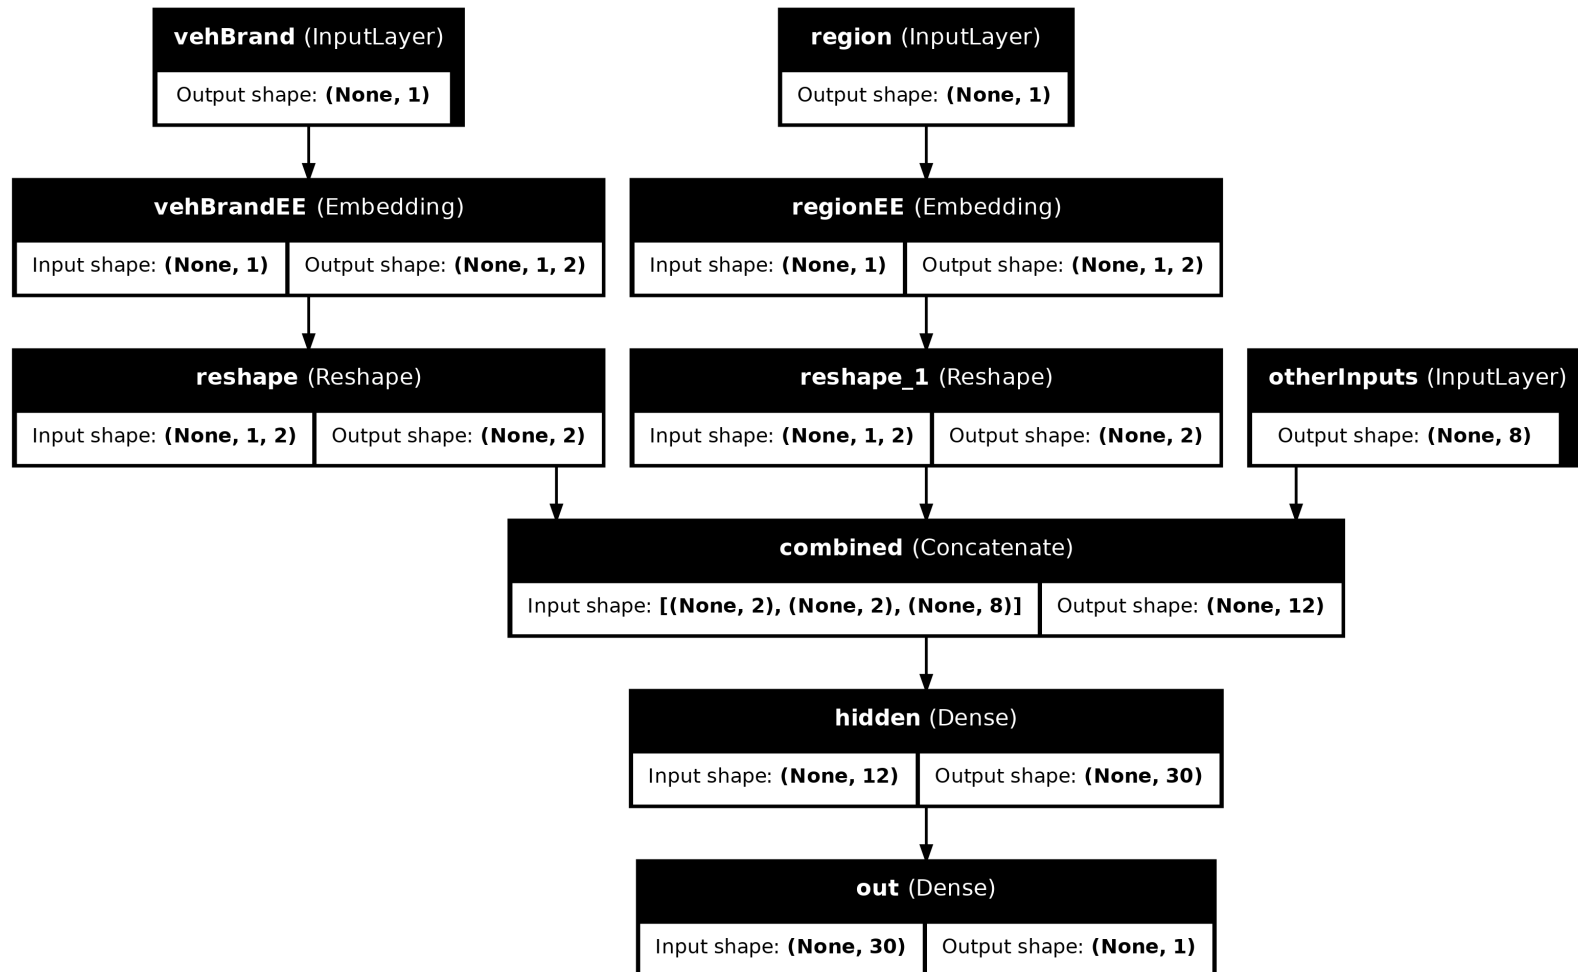 vehBrand (InputLayer)
Output shape: (None, 1)
region (InputLayer)
Output shape: (None, 1)
vehBrandEE (Embedding)
Input shape: (None, 1) Output shape: (None, 1, 2)
regionEE (Embedding)
Input shape: (None, 1) Output shape: (None, 1, 2)
reshape (Reshape)
Input shape: (None, 1, 2) Output shape: (None, 2)
reshape_1 (Reshape)
Input shape: (None, 1, 2) Output shape: (None, 2)
otherInputs (InputLayer)
Output shape: (None, 8)
combined (Concatenate)
Input shape: [(None, 2), (None, 2), (None, 8)] Output shape: (None, 12)
hidden (Dense)
Input shape: (None, 12) Output shape: (None, 30)
out (Dense)
Input shape: (None, 30) Output shape: (None, 1)